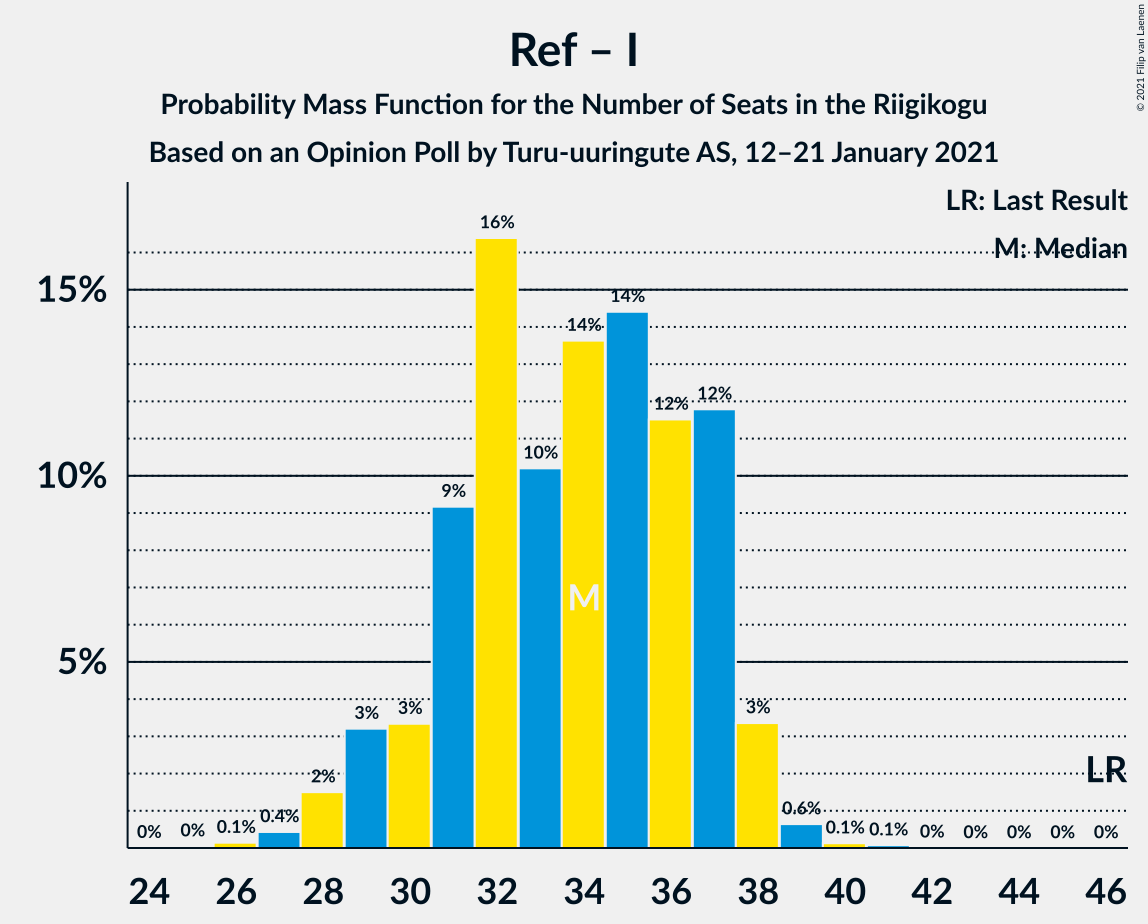 Ref – I
Probability Mass Function for the Number of Seats in the Riigikogu
Based on an Opinion Poll by Turu-uuringute AS, 12–21 January 2021
© 2021 Filip van Laenen
LR: Last Result
M: Median
15%
10%
5%
0%
0%
0.1%
0.4%
2%
3%
3%
9%
16%
10%
14%
14%
12%
12%
3%
0.6%
0.1%
0.1%
0%
0%
0%
0%
0%
M
LR
24 26 28 30 32 34 36 38 40 42 44 46